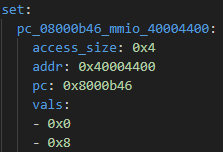 set:
pc_08000b46_mmio_40004400:
access_size: 0x4
addr: 0x40004400
pc: 0x8000b46
vals:
- 0x0
- 0x8